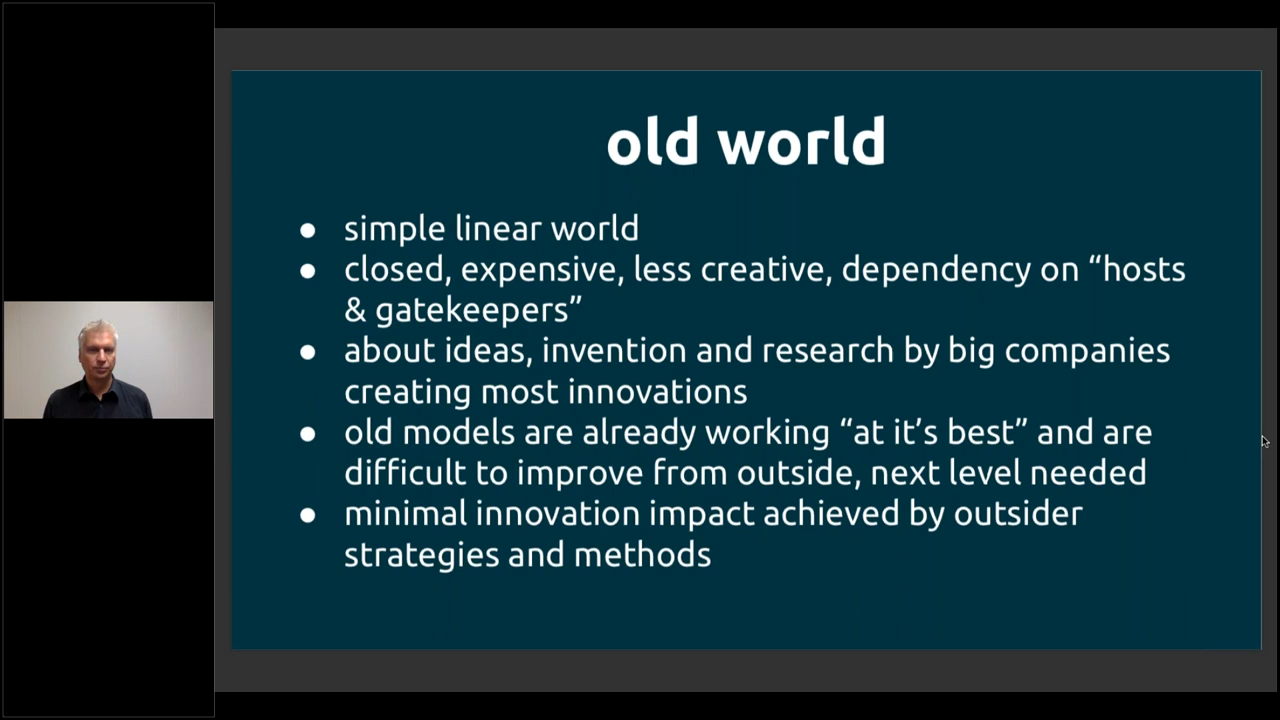 old world
● simple linear world
● closed, expensive, less creative, dependency on “hosts
& gatekeepers”
● about ideas, invention and research by big companies
creating most innovations
● old models are already working “at it’s best” and are
difficult to improve from outside, next level needed
● minimal innovation impact achieved by outsider
strategies and methods